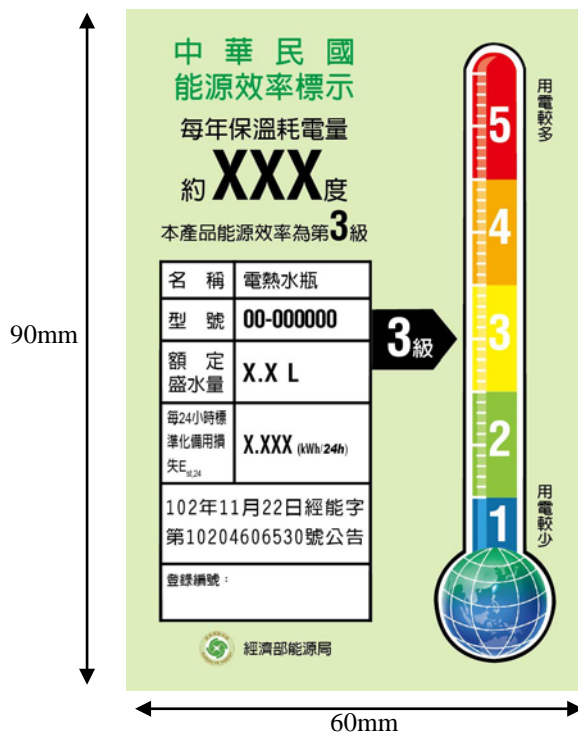 中華民國
能源效率標示
每年保溫耗電量
約XXX度
本產品能源效率為第3級
名稱 電熱水瓶
型號 00-000000
額定
盛水量 X.X L
每24小時標
準化備用損
失Est,24 X.XXX (kWh/24h)
102年11月22日經能字
第10204606530號公告
登錄編號：
經濟部能源局
3級
用電較多
5
4
3
2
1
用電較少
90mm
60mm